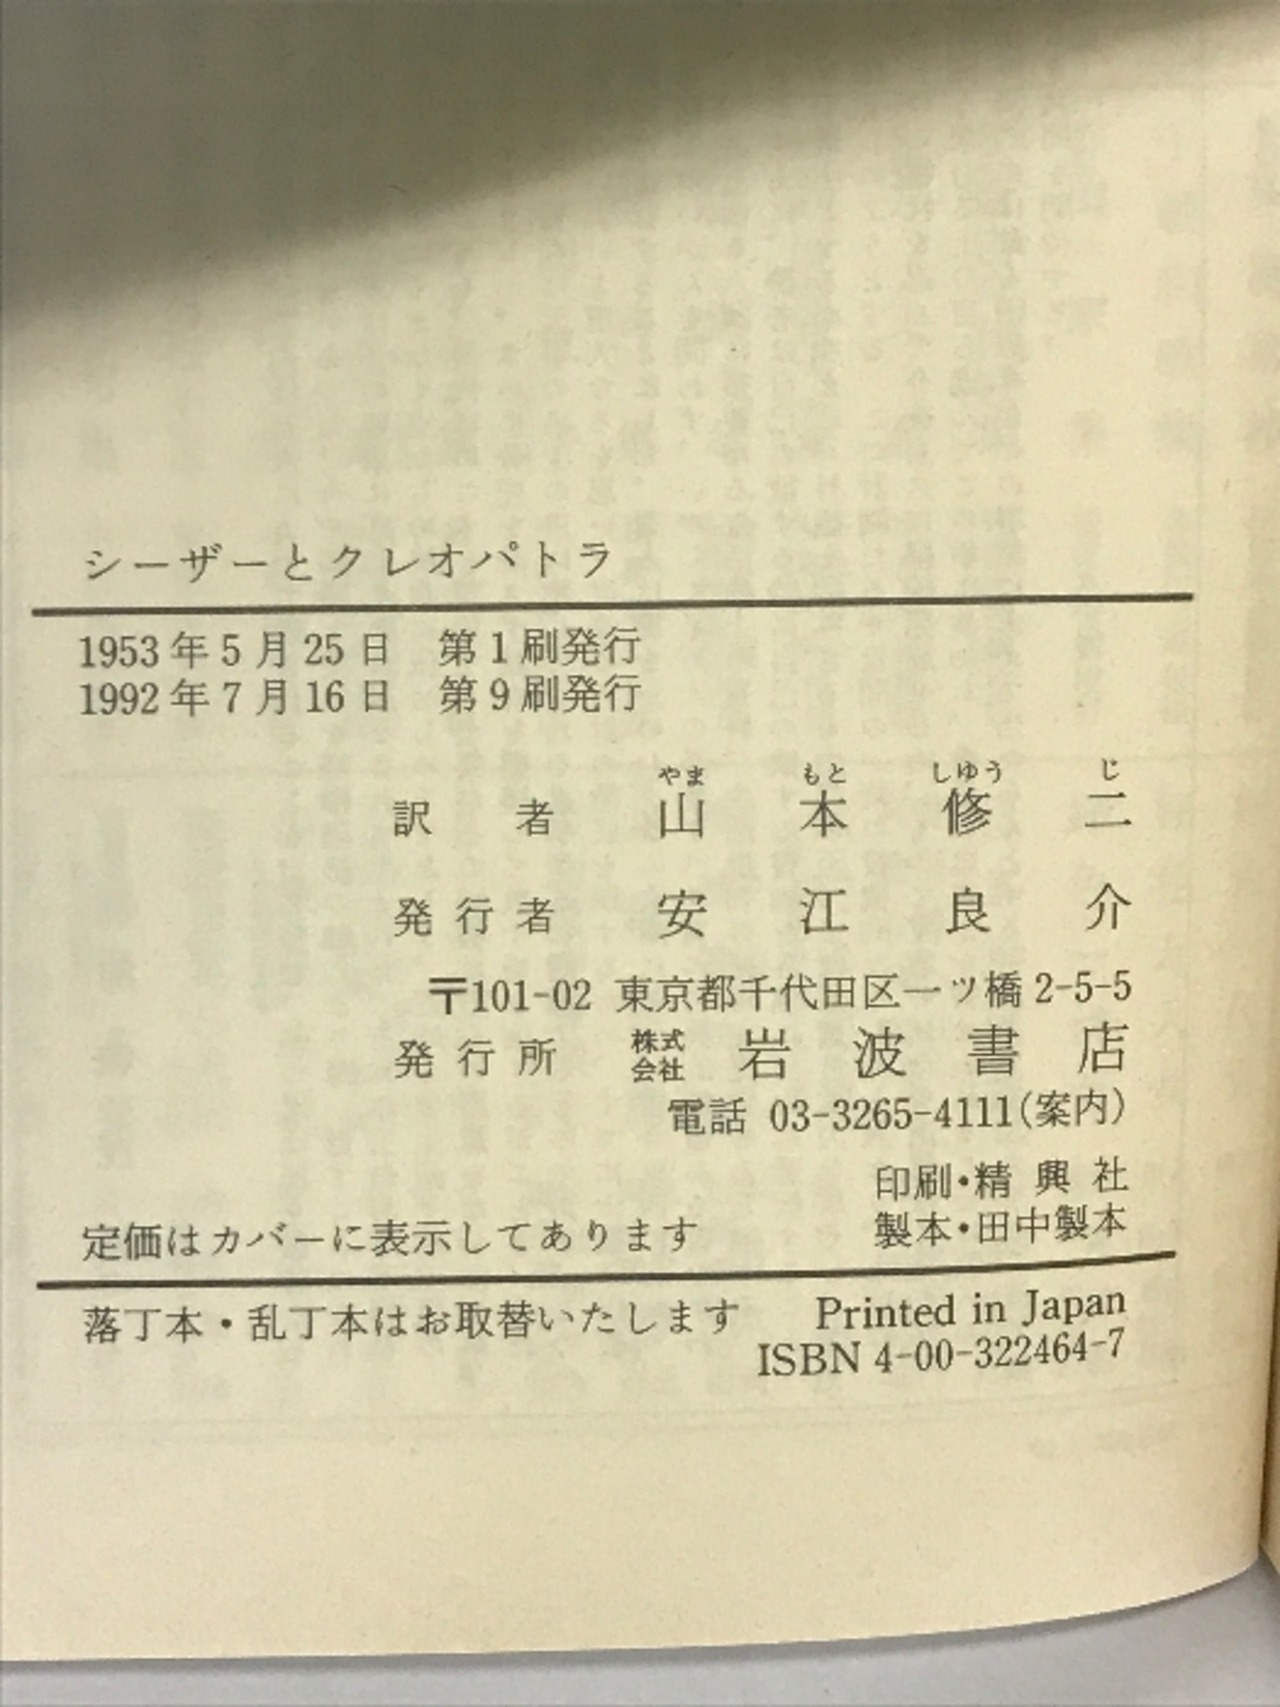 シーザーとクレオパトラ
1953年5月25日　第1刷発行
1992年7月16日　第9刷発行
やま　もと　しゆう　じ
訳　者　山　本　修　二
発行者　安　江　良　介
〒101-02 東京都千代田区一ツ橋2-5-5
発行所　株式会社　岩　波　書　店
電話 03-3265-4111(案内)
印刷・精興社
製本・田中製本
定価はカバーに表示してあります
落丁本・乱丁本はお取替いたします
Printed in Japan
ISBN 4-00-322464-7